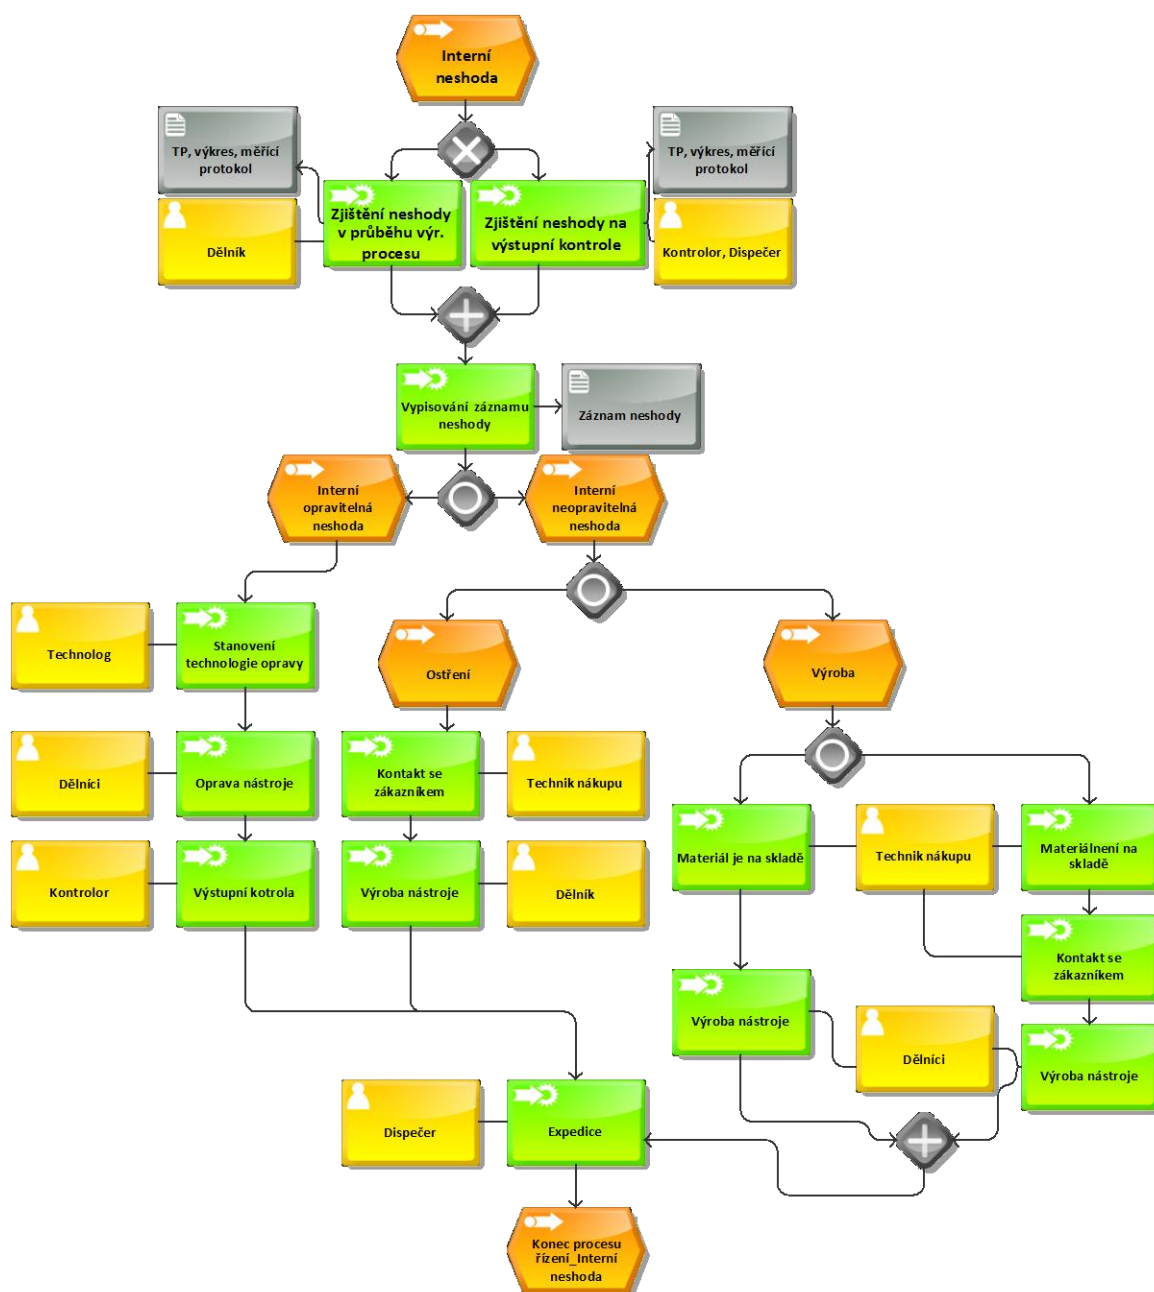 Interní
neshoda
TP, výkres, měřící
protokol
TP, výkres, měřící
protokol
Zjištění neshody
v průběhu výr.
procesu
Zjištění neshody na
výstupní kontrole
Dělník
Kontrolor, Dispečer
Vypisování záznamu
neshody
Záznam neshody
Interní
opravitelná
neshoda
Interní
neopravitelná
neshoda
Technolog
Stanovení
technologie opravy
Ostření
Výroba
Dělníci
Oprava nástroje
Kontakt se
zákazníkem
Technik nákupu
Materiál je na skladě
Technik nákupu
Materiálnení na
skladě
Kontrolor
Výstupní kotrola
Výroba nástroje
Dělník
Kontakt se
zákazníkem
Výroba nástroje
Dělníci
Výroba nástroje
Dispečer
Expedice
Konec procesu
řízení_Interní
neshoda